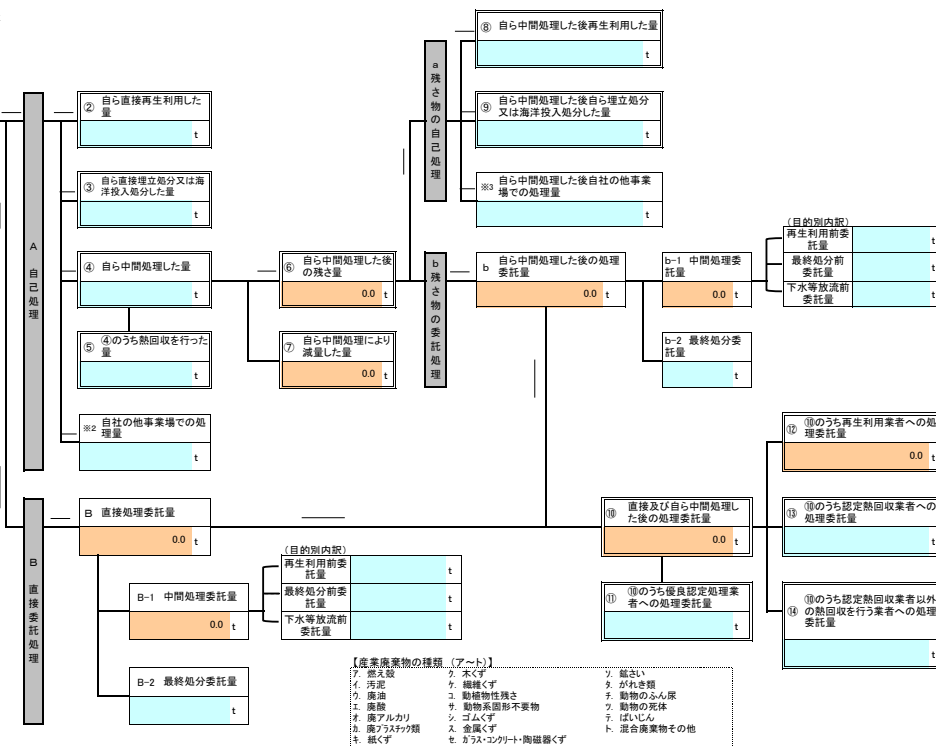 ⑧ 自ら中間処理した後再生利用した量
t
a 残さ物の自己処理
② 自ら直接再生利用した
量
t
⑨ 自ら中間処理した後自ら埋立処分
又は海洋投入処分した量
t
③ 自ら直接埋立処分又は海
洋投入処分した量
t
※3 自ら中間処理した後自社の他事業
場での処理量
t
A 自己処理
④ 自ら中間処理した量
t
⑥ 自ら中間処理した後
の残さ量
0.0 t
b 残さ物の委託処理
b 自ら中間処理した後の処理
委託量
0.0 t
b-1 中間処理委
託量
0.0 t
(目的別内訳)
再生利用前委
託量
t
最終処分前
委託量
t
下水等放流前
委託量
t
⑤ ④のうち熱回収を行った
量
t
⑦ 自ら中間処理により
減量した量
0.0 t
b-2 最終処分委
託量
t
※2 自社の他事業場での処
理量
t
⑫ ⑩のうち再生利用業者への処
理委託量
0.0 t
B 直接委託処理
B 直接処理委託量
0.0 t
⑩ 直接及び自ら中間処理し
た後の処理委託量
0.0 t
⑬ ⑩のうち認定熱回収業者への
処理委託量
t
(目的別内訳)
再生利用前委
託量
t
最終処分前委
託量
t
下水等放流前
委託量
t
B-1 中間処理委託量
0.0 t
⑪ ⑩のうち優良認定処理業
者への処理委託量
t
⑭ ⑩のうち認定熱回収業者以外
の熱回収を行う業者への処理
委託量
t
B-2 最終処分委託量
t
【産業廃棄物の種類 (ア～ト)】
ア. 燃え殻 ク. 木くず ソ. 鉱さい
イ. 汚泥 ケ. 繊維くず タ. がれき類
ウ. 廃油 コ. 動植物性残さ チ. 動物のふん尿
エ. 廃酸 サ. 動物系固形不要物 ツ. 動物の死体
オ. 廃アルカリ シ. ゴムくず テ. ばいじん
カ. 廃プラスチック類 ス. 金属くず ト. 混合廃棄物その他
キ. 紙くず セ. ガラス・コンクリート・陶磁器くず